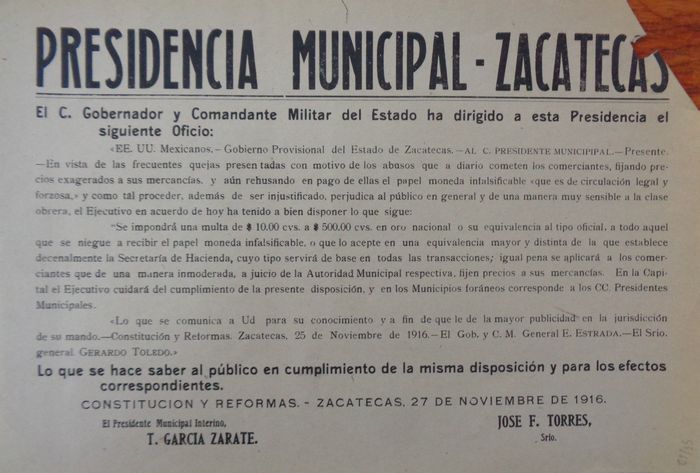 PRESIDENCIA MUNICIPAL - ZACATECAS
El C. Gobernador y Comandante Militar del Estado ha dirigido a esta Presidencia el
siguiente Oficio:
«EE. UU. Mexicanos.—Gobierno Provisional del Estado de Zacatecas.—AL C. PRESIDENTE MUNICIPIPAL.—Presente.
—En vista de las frecuentes quejas presentadas con motivo de los abusos que a diario cometen los comerciantes, fijando pre-
cios exagerados a sus mercancías. y aún rehusando en pago de ellas el papel moneda infalsificable «que es de circulación legal y
forzosa,» y como tal proceder, además de ser injustificado, perjudica al público en general y de una manera muy sensible a la clase
obrera, el Ejecutivo en acuerdo de hoy ha tenido a bien disponer lo que sigue:
"Se impondrá una multa de $ 10.00 cvs. a $ 500.00 cvs. en oro nacional o su equivalencia al tipo oficial, a todo aquel
que se niegue a recibir el papel moneda infalsificable, o que lo acepte en una equivalencia mayor y distinta de la que establece
decenalmente la Secretaría de Hacienda, cuyo tipo servirá de base en todas las transacciones; igual pena se aplicará a los comer-
ciantes que de una manera inmoderada, a juicio de la Autoridad Municipal respectiva, fijen precios a sus mercancías. En la Capi-
tal el Ejecutivo cuidará del cumplimiento de la presente disposición, y en los Municipios foráneos corresponde a los CC. Presidentes
Municipales.
«Lo que se comunica a Ud para su conocimiento y a fin de que le de la mayor publicidad en la jurisdicción
de su mando.—Constitución y Reformas. Zacatecas, 25 de Noviembre de 1916.—El Gob. y C. M. General E. ESTRADA.—El Srio.
general GERARDO TOLEDO.»
Lo que se hace saber al público en cumplimiento de la misma disposición y para los efectos
correspondientes.
CONSTITUCION Y REFORMAS. - ZACATECAS, 27 DE NOVIEMBRE DE 1916.
El Presidente Municipal Interino,
T. GARCIA ZARATE.
JOSE F. TORRES,
Srio.